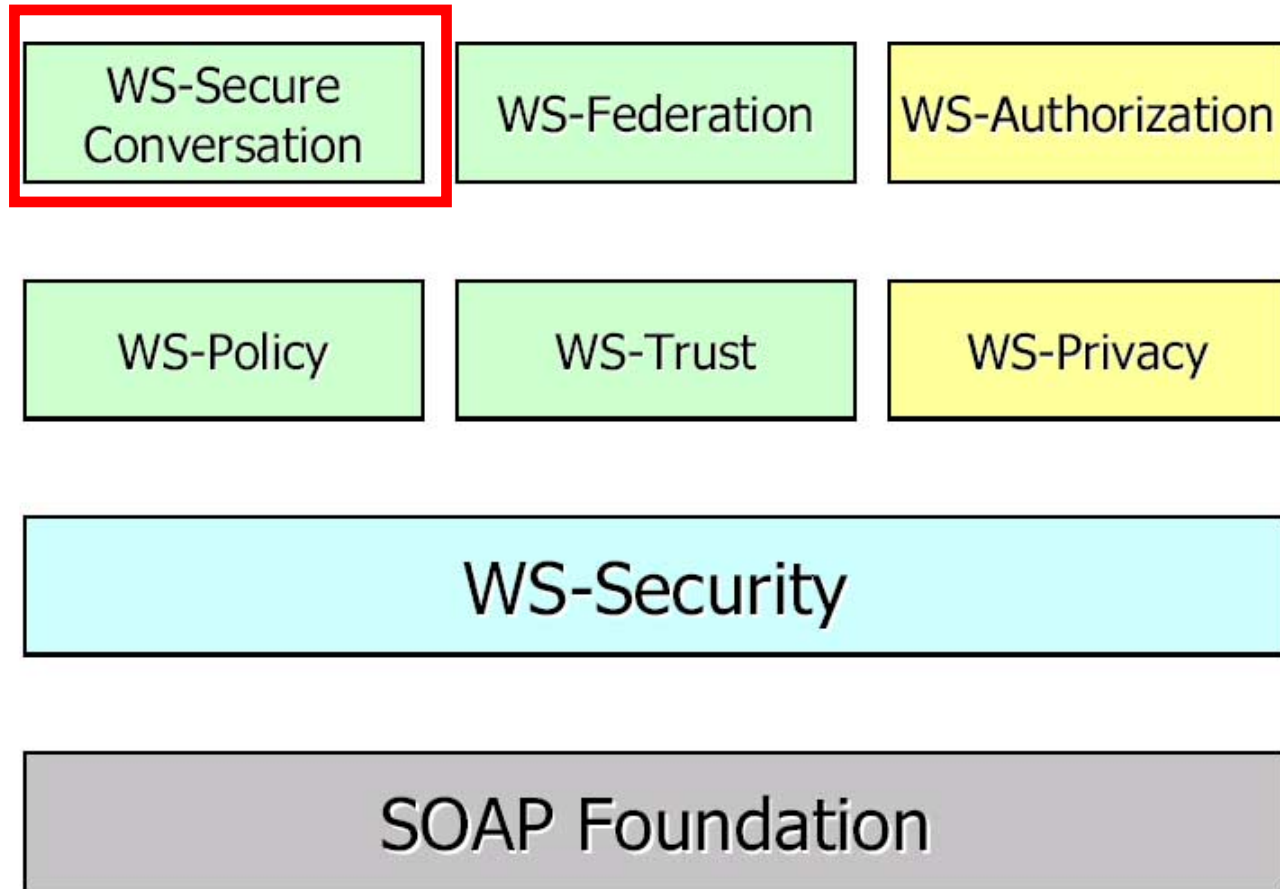 WS-Secure
Conversation
WS-Federation
WS-Authorization
WS-Policy
WS-Trust
WS-Privacy
WS-Security
SOAP Foundation